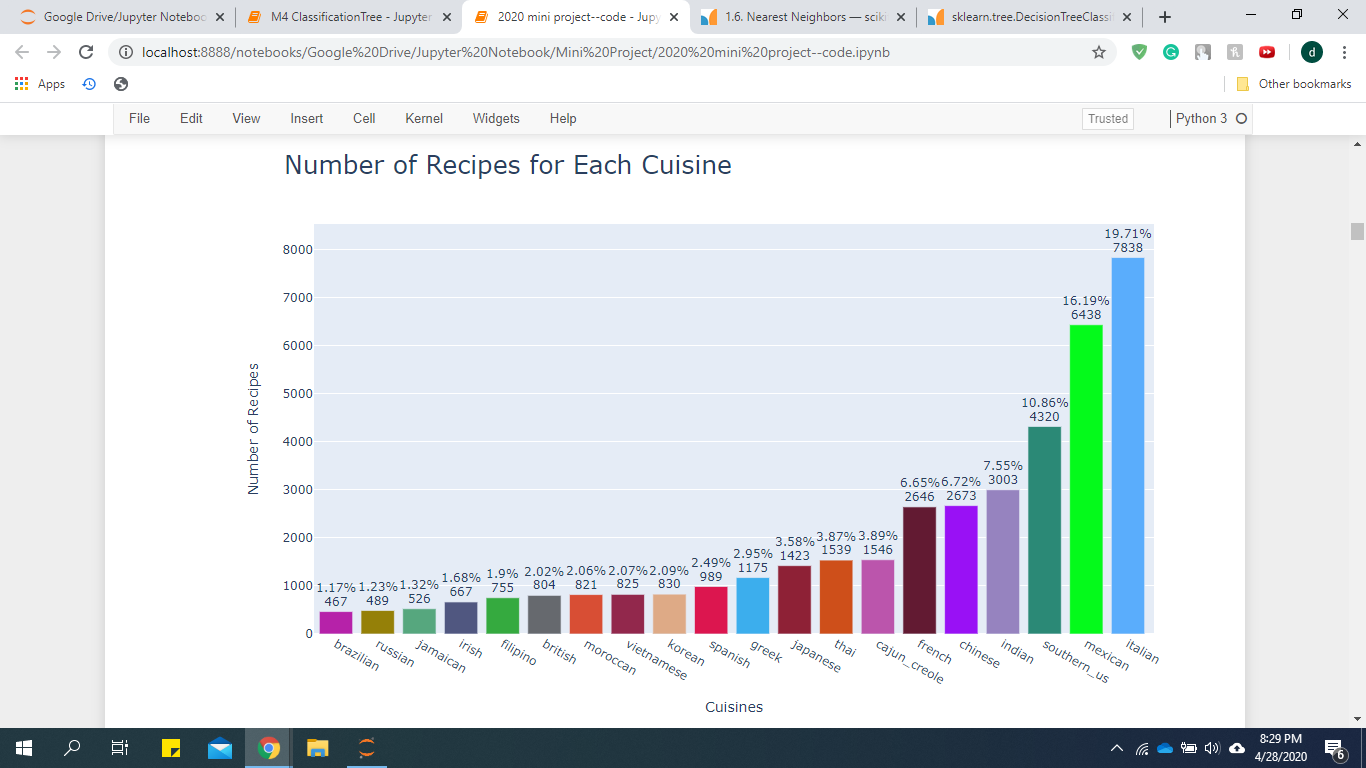 Google Drive/Jupyter Noteboo
M4 ClassificationTree - Jupyter
2020 mini project--code - Jupy
1.6. Nearest Neighbors — sciki
sklearn.tree.DecisionTreeClassif
localhost:8888/notebooks/Google%20Drive/Jupyter%20Notebook/Mini%20Project/2020%20mini%20project--code.ipynb
d
Apps
Other bookmarks
File Edit View Insert Cell Kernel Widgets Help
Trusted
Python 3
Number of Recipes for Each Cuisine
Number of Recipes
8000
7000
6000
5000
4000
3000
2000
1000
0
1.17%
467
1.23%
489
1.32%
526
1.68%
667
1.9%
755
2.02%
804
2.06%
821
2.07%
825
2.09%
830
2.49%
989
2.95%
1175
3.58%
1423
3.87%
1539
3.89%
1546
6.65%
2646
6.72%
2673
7.55%
3003
10.86%
4320
16.19%
6438
19.71%
7838
brazilian
russian
jamaican
irish
filipino
british
moroccan
vietnamese
korean
spanish
greek
japanese
thai
cajun_creole
french
chinese
indian
southern_us
mexican
italian
Cuisines
8:29 PM
4/28/2020
6